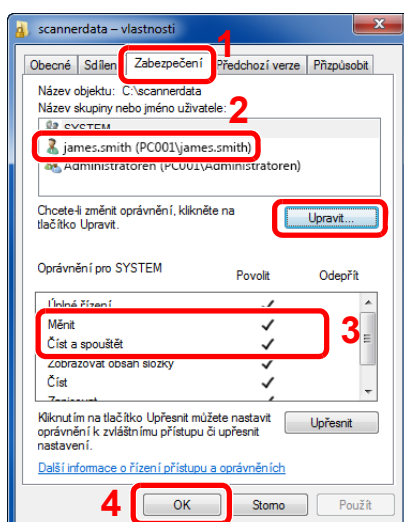 scannerdata – vlastnosti
1
Obecné Sdílen Zabezpečení Předchozí verze Přizpůsobit
Název objektu: C:\scannerdata
Název skupiny nebo jméno uživatele:
2
SYSTEM
james.smith (PC001\james.smith)
Administratoren (PC001\Administratoren)
Chcete-li změnit oprávnění, klikněte na
tlačítko Upravit.
Upravit...
Oprávnění pro SYSTEM Povolit Odepřít
Úplné řízení ✓
Měnit ✓
Číst a spouštět ✓
3
Zobrazovat obsah složky ✓
Číst ✓
Zapisovat ✓
Kliknutím na tlačítko Upřesnit můžete nastavit
oprávnění k zvláštnímu přístupu či upřesnit
nastavení.
Upřesnit
Další informace o řízení přístupu a oprávněních
4
OK Storno Použít